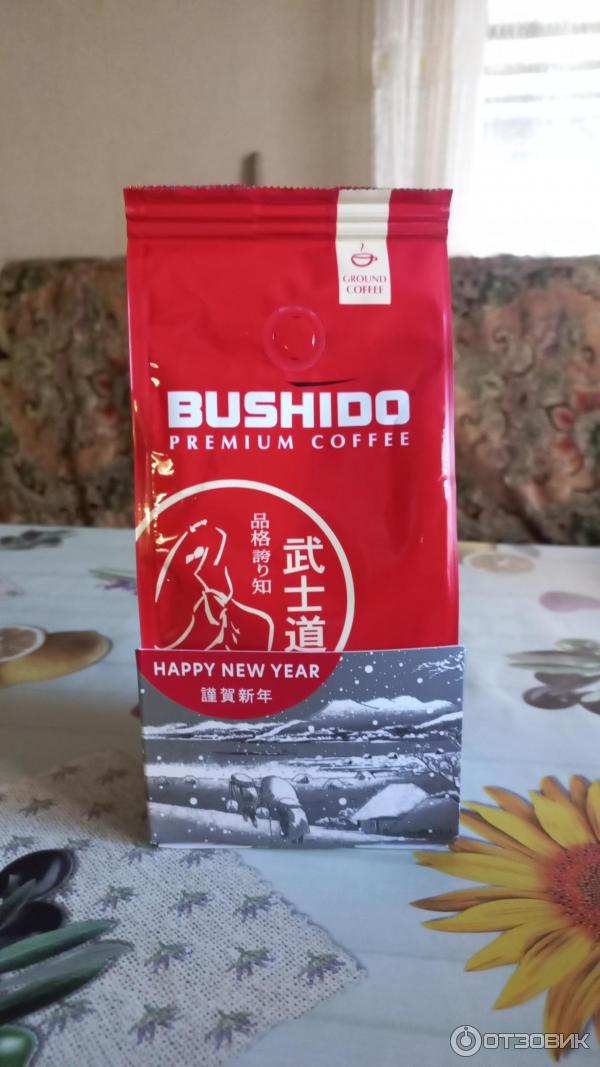 GROUND
COFFEE
BUSHIDO
PREMIUM COFFEE
武士道
品格誇り知
HAPPY NEW YEAR
謹賀新年
ОТЗОВИК